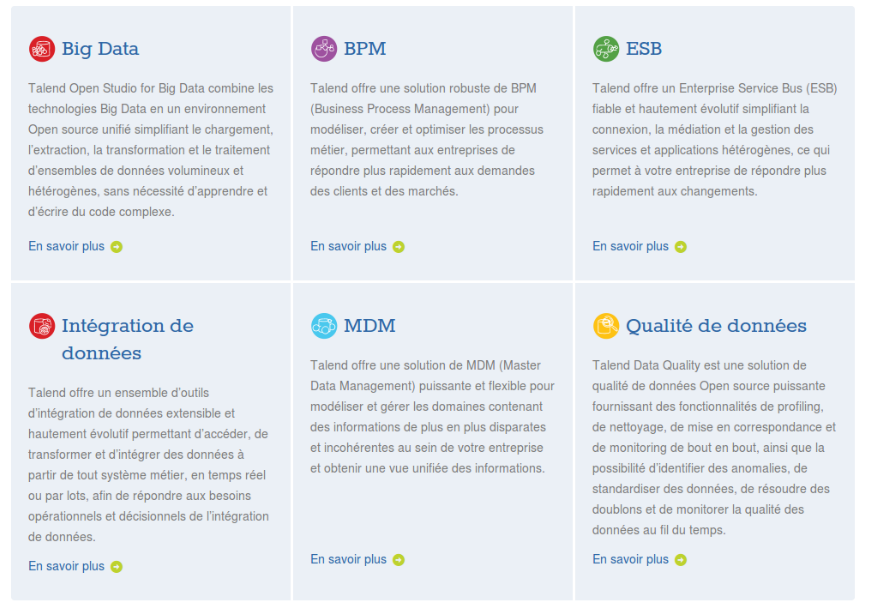 Big Data
Talend Open Studio for Big Data combine les
technologies Big Data en un environnement
Open source unifié simplifiant le chargement,
l'extraction, la transformation et le traitement
d'ensembles de données volumineux et
hétérogènes, sans nécessité d'apprendre et
d'écrire du code complexe.
En savoir plus
BPM
Talend offre une solution robuste de BPM
(Business Process Management) pour
modéliser, créer et optimiser les processus
métier, permettant aux entreprises de
répondre plus rapidement aux demandes
des clients et des marchés.
En savoir plus
ESB
Talend offre un Enterprise Service Bus (ESB)
fiable et hautement évolutif simplifiant la
connexion, la médiation et la gestion des
services et applications hétérogènes, ce qui
permet à votre entreprise de répondre plus
rapidement aux changements.
En savoir plus
Intégration de
données
Talend offre un ensemble d'outils
d'intégration de données extensible et
hautement évolutif permettant d'accéder, de
transformer et d'intégrer des données à
partir de tout système métier, en temps réel
ou par lots, afin de répondre aux besoins
opérationnels et décisionnels de l'intégration
de données.
En savoir plus
MDM
Talend offre une solution de MDM (Master
Data Management) puissante et flexible pour
modéliser et gérer les domaines contenant
des informations de plus en plus disparates
et incohérentes au sein de votre entreprise
et obtenir une vue unifiée des informations.
En savoir plus
Qualité de données
Talend Data Quality est une solution de
qualité de données Open source puissante
fournissant des fonctionnalités de profiling,
de nettoyage, de mise en correspondance et
de monitoring de bout en bout, ainsi que la
possibilité d'identifier des anomalies, de
standardiser des données, de résoudre des
doublons et de monitorer la qualité des
données au fil du temps.
En savoir plus